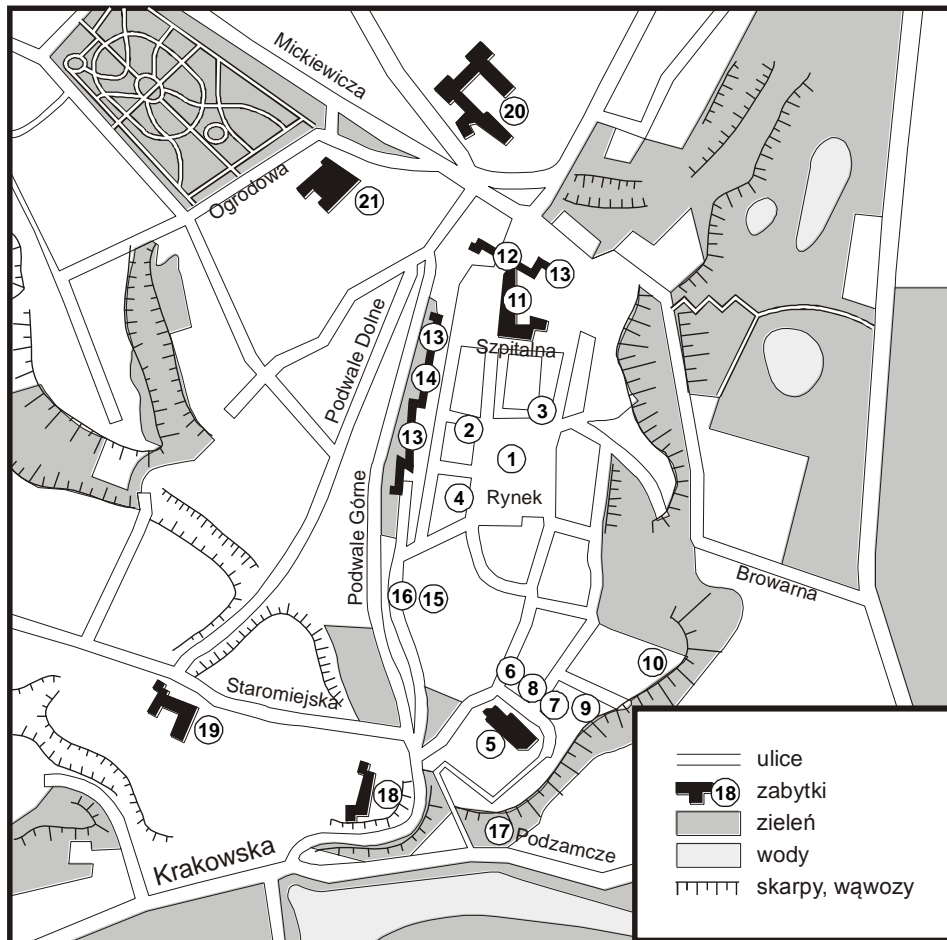 Mickiewicza
20
21
Ogrodowa
12
13
11
Szpitalna
13
14
Podwale Dolne
3
2
13
1
4
Rynek
Podwale Górne
16
15
Browarna
6
10
8
Staromiejska
7
9
19
5
18
17
Podzamcze
Krakowska
ulice
18
zabytki
zieleń
wody
skarpy, wąwozy